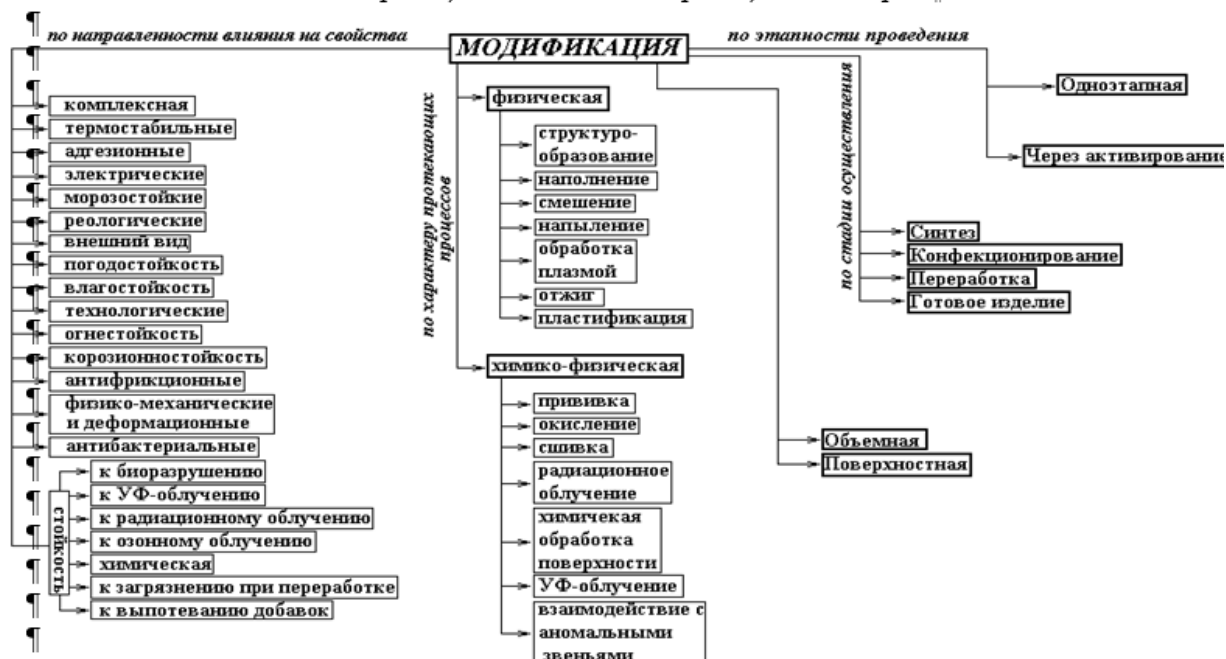 по направленности влияния на свойства
МОДИФИКАЦИЯ
по этапности проведения
комплексная
термостабильные
адгезионные
электрические
морозостойкие
реологические
внешний вид
погодостойкость
влагостойкость
технологические
огнестойкость
корозионностойкость
антифрикционные
физико-механические
и деформационные
антибактериальные
стойкость
к биоразрушению
к УФ-облучению
к радиационному облучению
к озонному облучению
химическая
к загрязнению при переработке
к выпотеванию добавок
по характеру протекающих
процессов
физическая
структуро-
образование
наполнение
смешение
напыление
обработка
плазмой
отжиг
пластификация
химико-физическая
прививка
окисление
сшивка
радиационное
облучение
химичекая
обработка
поверхности
УФ-облучение
взаимодействие с
аномальными
звеньями
по стадии осуществления
Одноэтапная
Через активирование
Синтез
Конфекционирование
Переработка
Готовое изделие
Объемная
Поверхностная